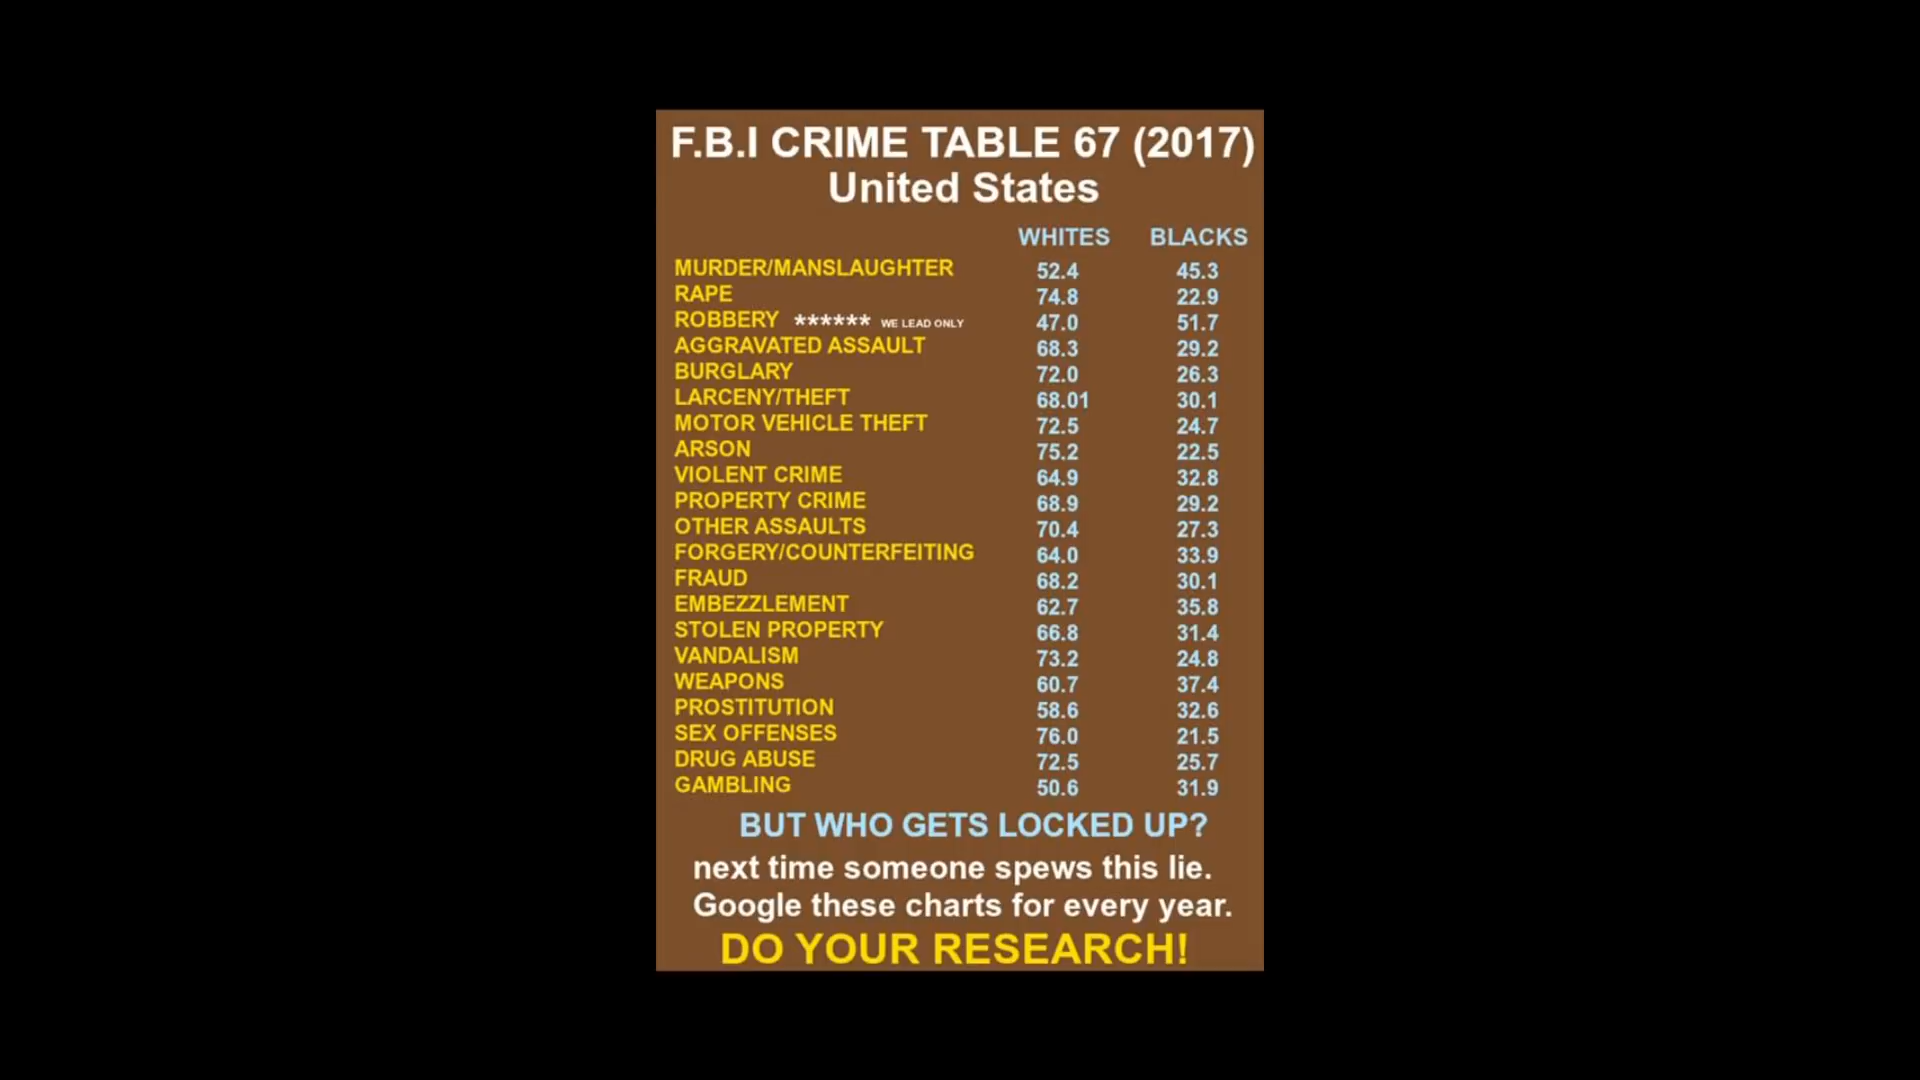 F.B.I CRIME TABLE 67 (2017)
United States
WHITES BLACKS
MURDER/MANSLAUGHTER 52.4 45.3
RAPE 74.8 22.9
ROBBERY ****** WE LEAD ONLY 47.0 51.7
AGGRAVATED ASSAULT 68.3 29.2
BURGLARY 72.0 26.3
LARCENY/THEFT 68.01 30.1
MOTOR VEHICLE THEFT 72.5 24.7
ARSON 75.2 22.5
VIOLENT CRIME 64.9 32.8
PROPERTY CRIME 68.9 29.2
OTHER ASSAULTS 70.4 27.3
FORGERY/COUNTERFEITING 64.0 33.9
FRAUD 68.2 30.1
EMBEZZLEMENT 62.7 35.8
STOLEN PROPERTY 66.8 31.4
VANDALISM 73.2 24.8
WEAPONS 60.7 37.4
PROSTITUTION 58.6 32.6
SEX OFFENSES 76.0 21.5
DRUG ABUSE 72.5 25.7
GAMBLING 50.6 31.9
BUT WHO GETS LOCKED UP?
next time someone spews this lie.
Google these charts for every year.
DO YOUR RESEARCH!